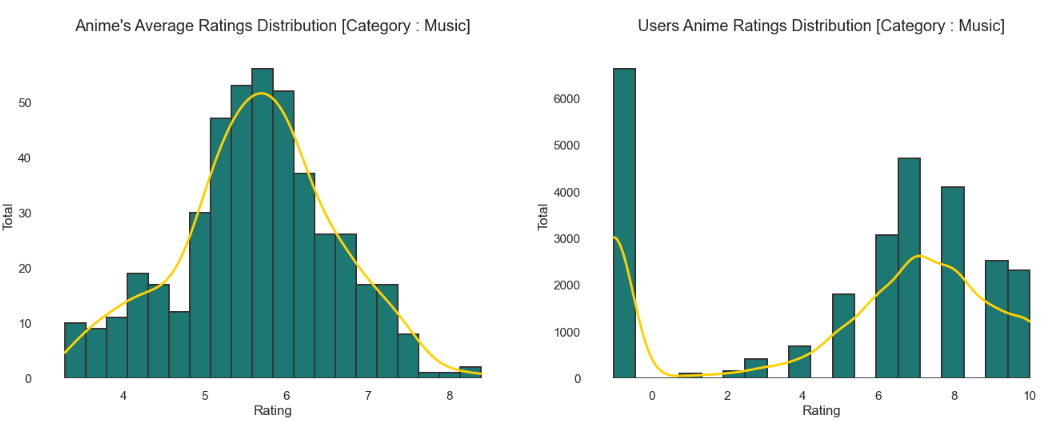 Anime's Average Ratings Distribution [Category : Music]
50
40
30
20
10
0
Total
4 5 6 7 8
Rating
Users Anime Ratings Distribution [Category : Music]
6000
5000
4000
3000
2000
1000
0
Total
0 2 4 6 8 10
Rating